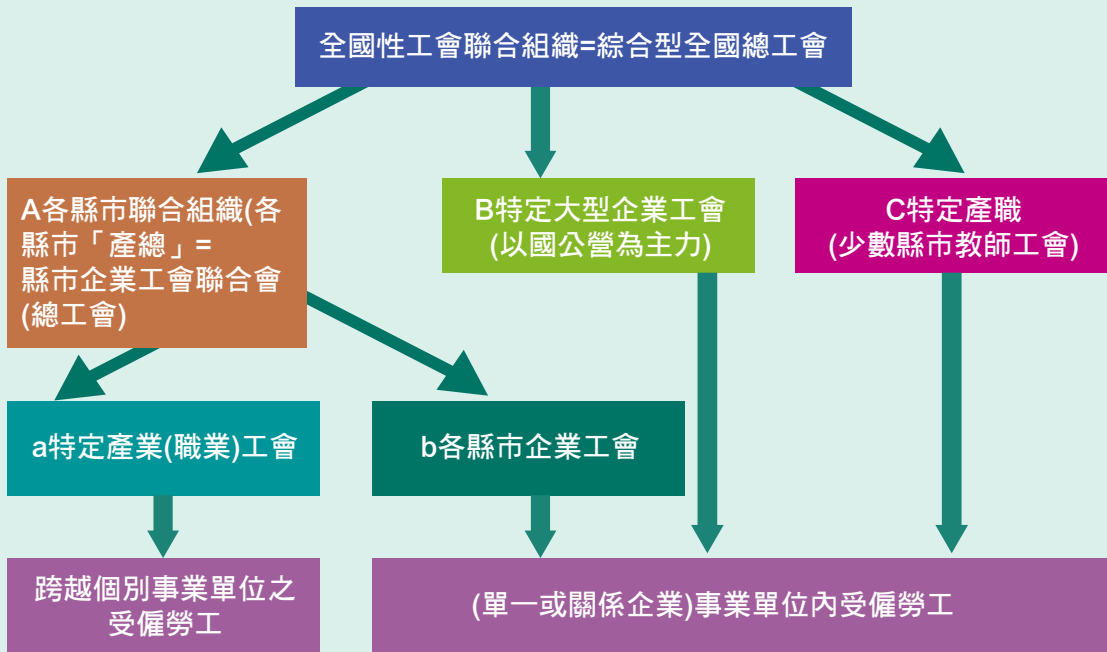 全國性工會聯合組織=綜合型全國總工會
A各縣市聯合組織(各
縣市「產總」=
縣市企業工會聯合會
(總工會)
B特定大型企業工會
(以國公營為主力)
C特定產職
(少數縣市教師工會)
a特定產業(職業)工會
b各縣市企業工會
跨越個別事業單位之
受僱勞工
(單一或關係企業)事業單位內受僱勞工